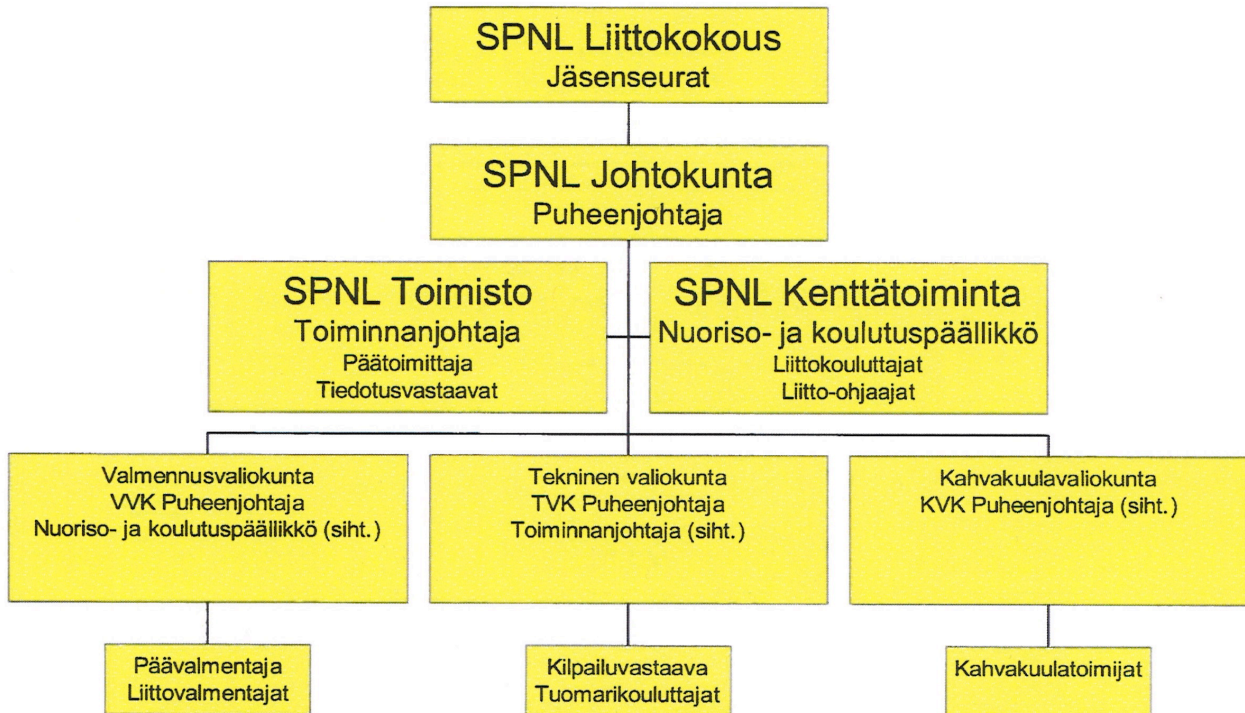 SPNL Liittokokous
Jäsenseurat
SPNL Johtokunta
Puheenjohtaja
SPNL Toimisto
Toiminnanjohtaja
Päätoimittaja
Tiedotusvastaavat
SPNL Kenttätoiminta
Nuoriso- ja koulutuspäällikkö
Liittokouluttajat
Liitto-ohjaajat
Valmennusvaliokunta
VVK Puheenjohtaja
Nuoriso- ja koulutuspäällikkö (siht.)
Tekninen valiokunta
TVK Puheenjohtaja
Toiminnanjohtaja (siht.)
Kahvakuulavaliokunta
KVK Puheenjohtaja (siht.)
Päävalmentaja
Liittovalmentajat
Kilpailuvastaava
Tuomarikouluttajat
Kahvakuulatoimijat